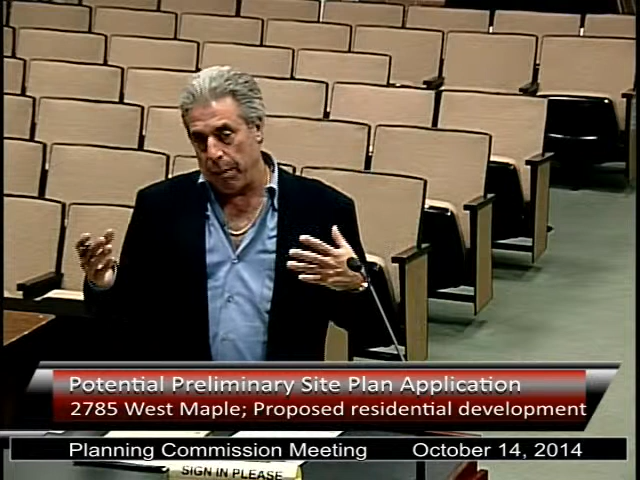 Potential Preliminary Site Plan Application
2785 West Maple; Proposed residential development
Planning Commission Meeting October 14, 2014
SIGN IN PLEASE